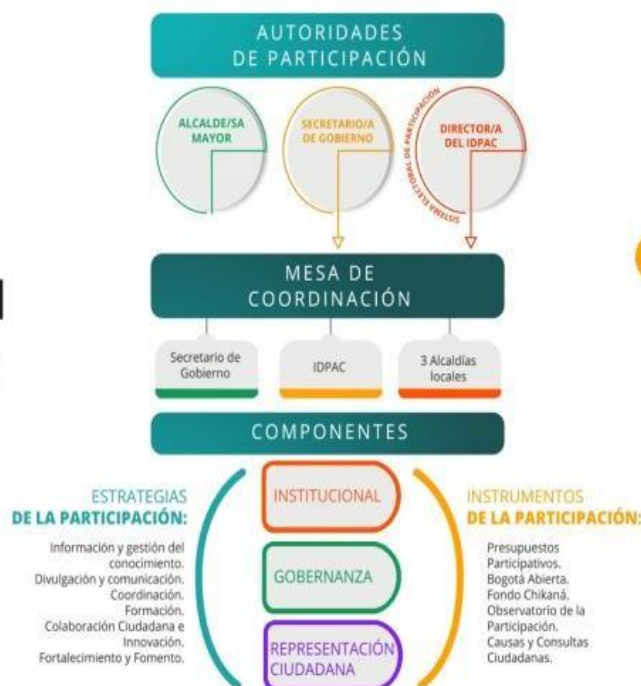 AUTORIDADES
DE PARTICIPACIÓN
ALCALDE/SA
MAYOR
SECRETARIO/A
DE GOBIERNO
SISTEMA ELECTORAL DE PARTICIPACIÓN
DIRECTOR/A
DEL IDPAC
MESA DE
COORDINACIÓN
Secretario de
Gobierno
IDPAC
3 Alcaldías
locales
COMPONENTES
ESTRATEGIAS
DE LA PARTICIPACIÓN:
Información y gestión del
conocimiento.
Divulgación y comunicación.
Coordinación.
Formación.
Colaboración Ciudadana e
Innovación.
Fortalecimiento y Fomento.
INSTITUCIONAL
GOBERNANZA
REPRESENTACIÓN
CIUDADANA
INSTRUMENTOS
DE LA PARTICIPACIÓN:
Presupuestos
Participativos.
Bogotá Abierta.
Fondo Chikaná.
Observatorio de la
Participación.
Causas y Consultas
Ciudadanas.